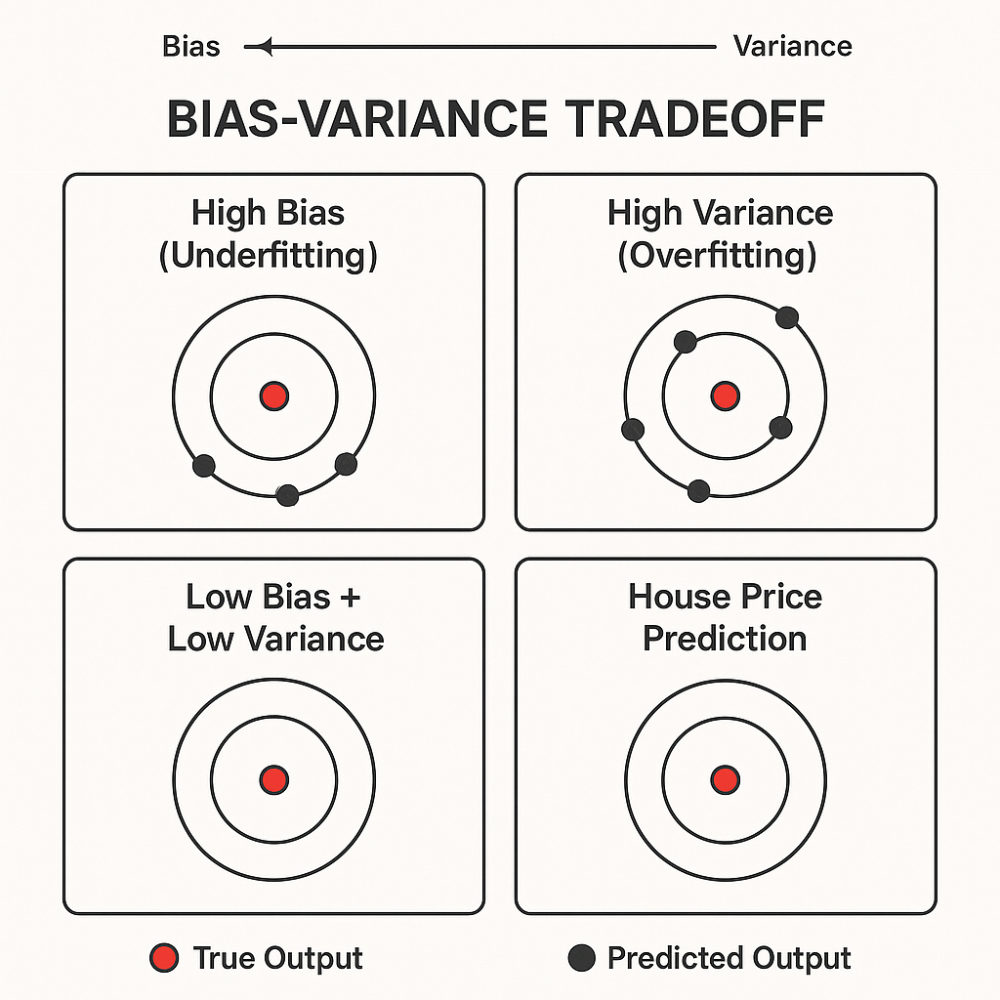 Bias
Variance
BIAS-VARIANCE TRADEOFF
High Bias
(Underfitting)
High Variance
(Overfitting)
Low Bias +
Low Variance
House Price
Prediction
True Output
Predicted Output